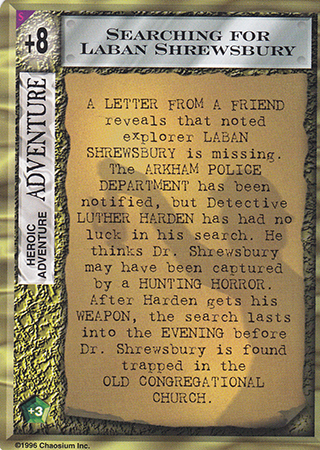 S
+8
SEARCHING FOR
LABAN SHREWSBURY
HEROIC
ADVENTURE
ADVENTURE
A LETTER FROM A FRIEND
reveals that noted
explorer LABAN
SHREWSBURY is missing.
The ARKHAM POLICE
DEPARTMENT has been
notified, but Detective
LUTHER HARDEN has had no
luck in his search. He
thinks Dr. Shrewsbury
may have been captured
by a HUNTING HORROR.
After Harden gets his
WEAPON, the search lasts
into the EVENING before
Dr. Shrewsbury is found
trapped in the
OLD CONGREGATIONAL
CHURCH.
+3
©1996 Chaosium Inc.